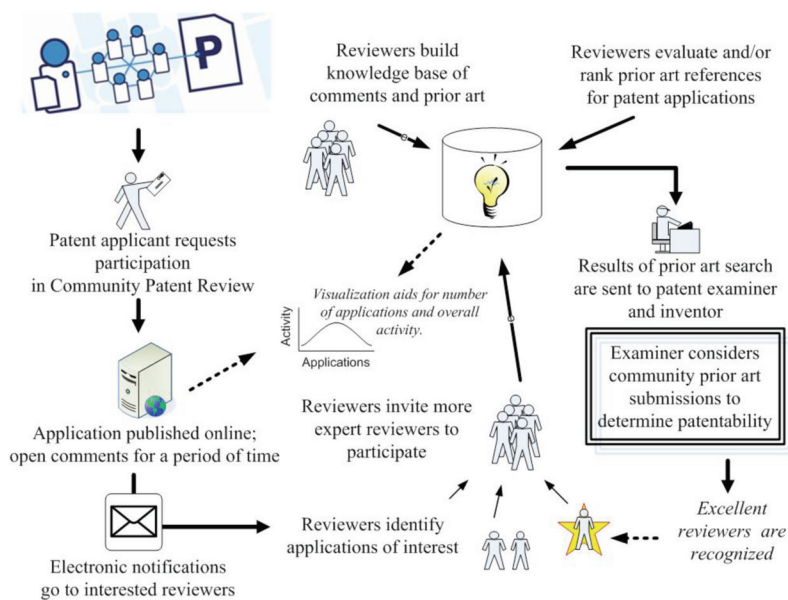 P
Patent applicant requests
participation
in Community Patent Review
Application published online;
open comments for a period of time
Electronic notifications
go to interested reviewers
Reviewers build
knowledge base of
comments and prior art
Reviewers evaluate and/or
rank prior art references
for patent applications
Visualization aids for number
of applications and overall
activity.
Activity
Applications
Reviewers invite more
expert reviewers to
participate
Reviewers identify
applications of interest
Results of prior art search
are sent to patent examiner
and inventor
Examiner considers
community prior art
submissions to
determine patentability
Excellent
reviewers are
recognized